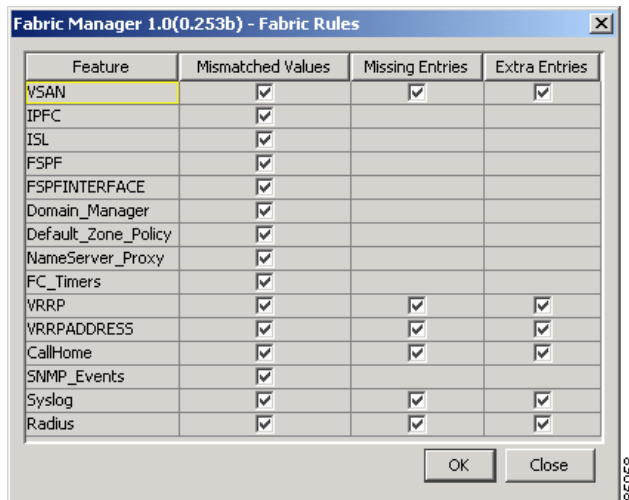 Fabric Manager 1.0(0.253b) - Fabric Rules
Feature Mismatched Values Missing Entries Extra Entries
VSAN
IPFC
ISL
FSPF
FSPFINTERFACE
Domain_Manager
Default_Zone_Policy
NameServer_Proxy
FC_Timers
VRRP
VRRPADDRESS
CallHome
SNMP_Events
Syslog
Radius
OK Close